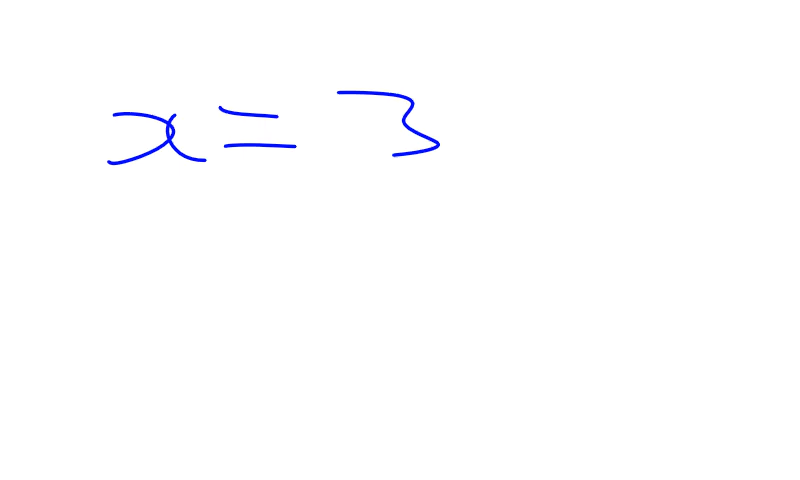 x = 3